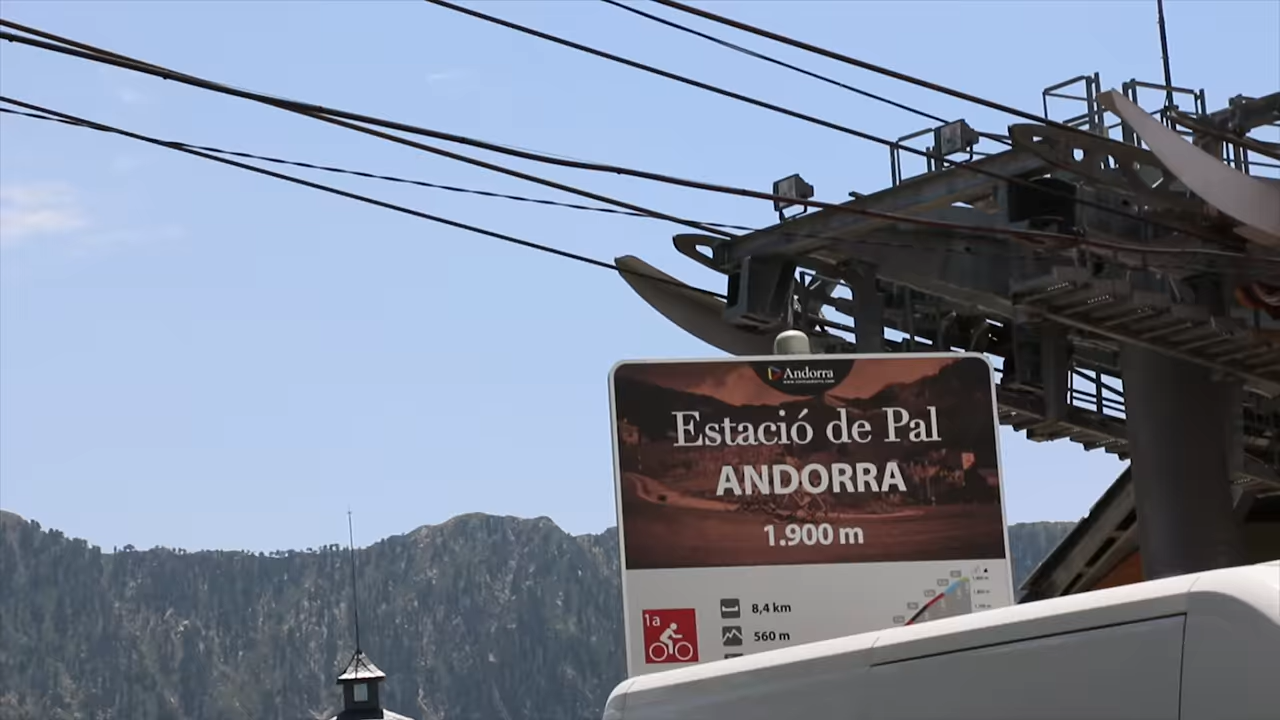 Andorra
Estació de Pal
ANDORRA
1.900 m
1a
8,4 km
560 m